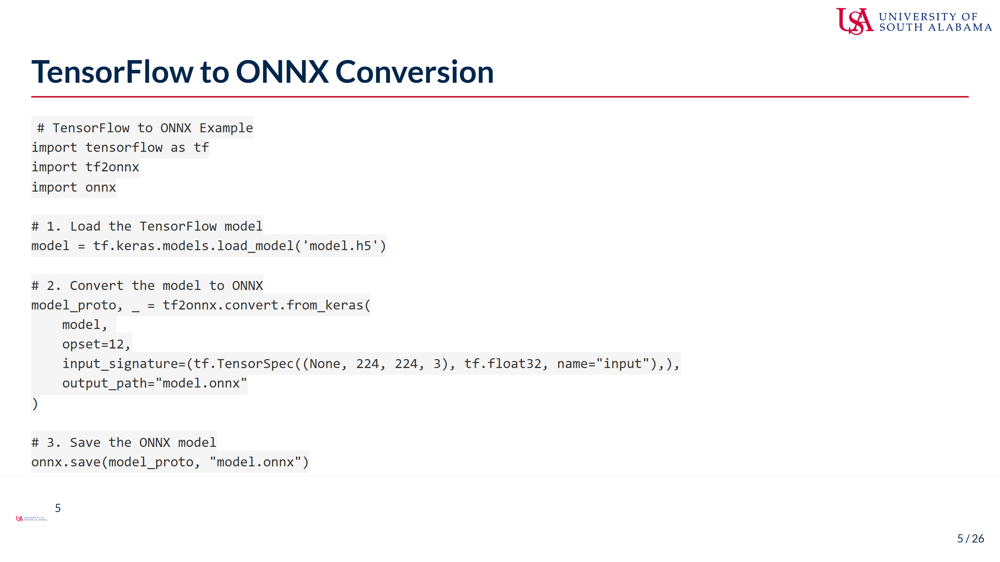 USA UNIVERSITY OF
SOUTH ALABAMA
TensorFlow to ONNX Conversion
# TensorFlow to ONNX Example
import tensorflow as tf
import tf2onnx
import onnx
# 1. Load the TensorFlow model
model = tf.keras.models.load_model('model.h5')
# 2. Convert the model to ONNX
model_proto, _ = tf2onnx.convert.from_keras(
    model,
    opset=12,
    input_signature=(tf.TensorSpec((None, 224, 224, 3), tf.float32, name="input"),),
    output_path="model.onnx"
)
# 3. Save the ONNX model
onnx.save(model_proto, "model.onnx")
5
USA UNIVERSITY OF
SOUTH ALABAMA
5 / 26